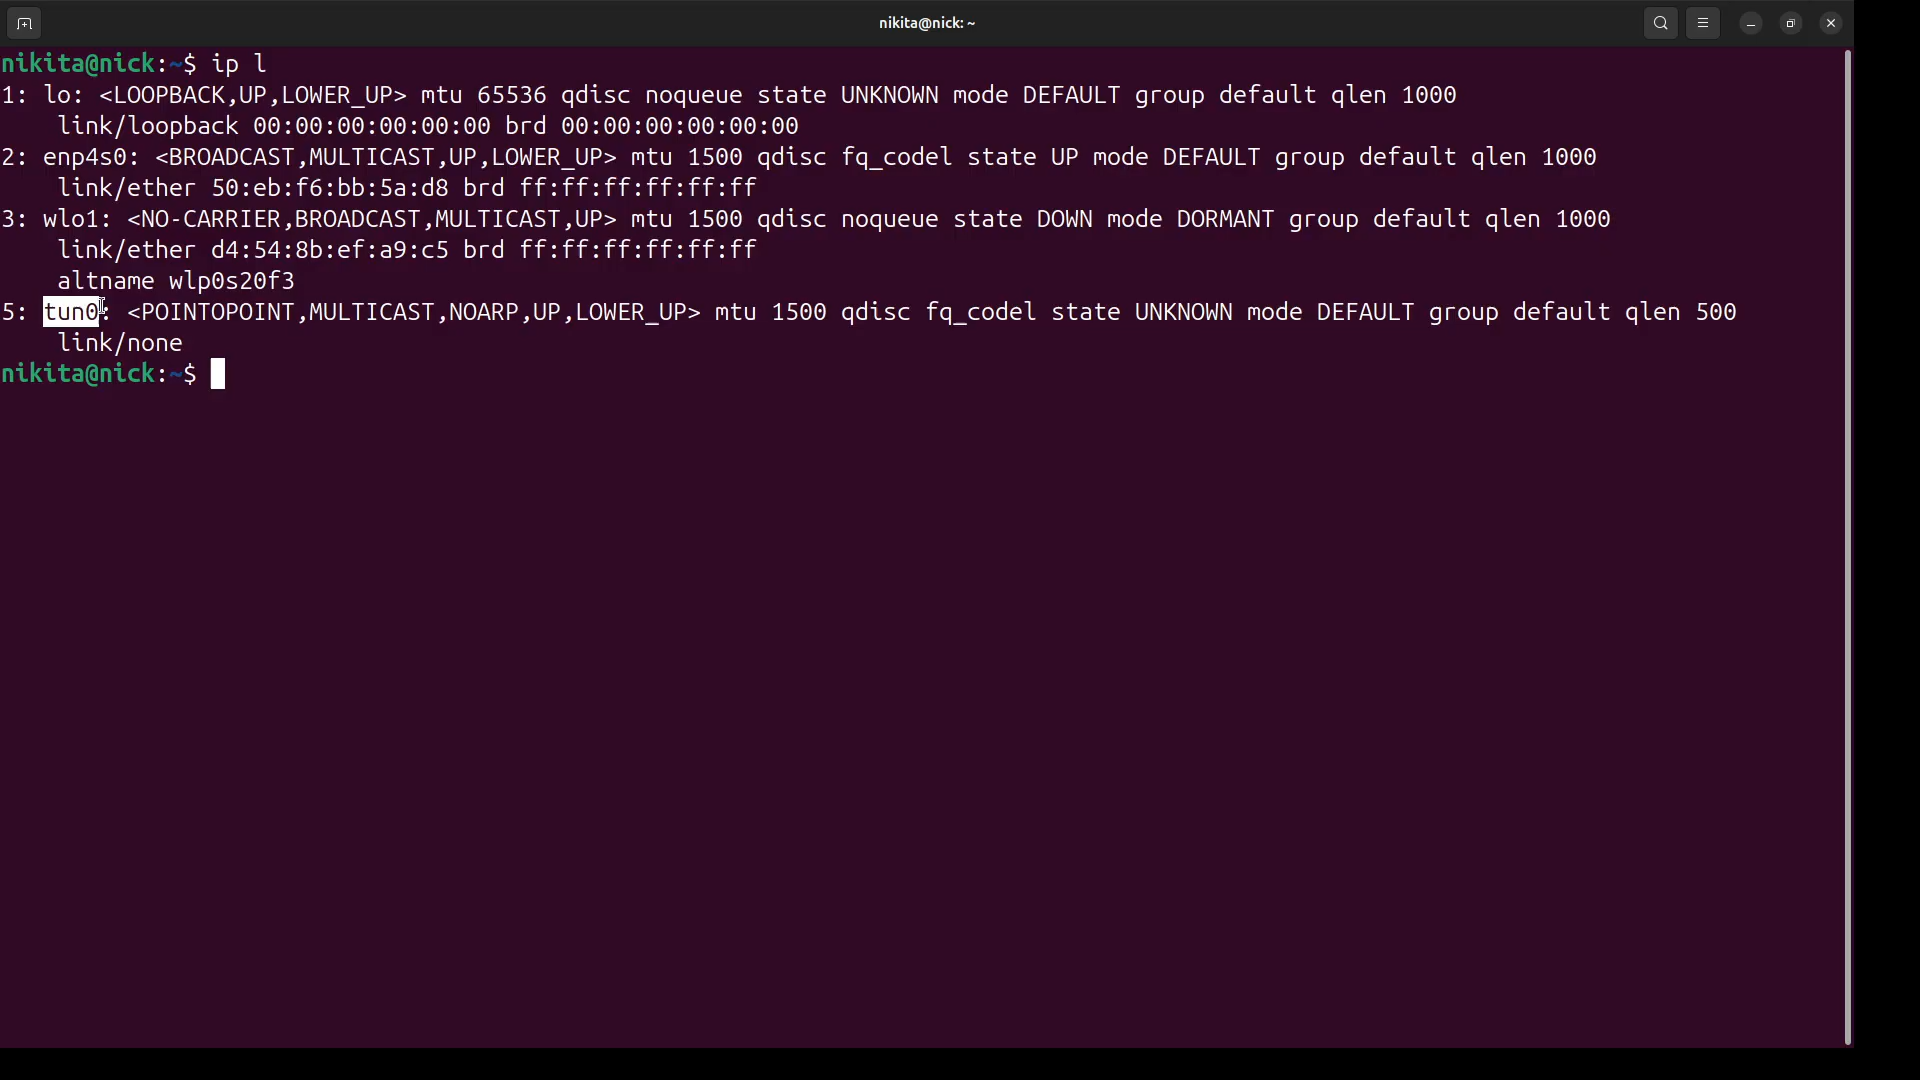 nikita@nick: ~
nikita@nick:~$ ip l
1: lo: <LOOPBACK,UP,LOWER_UP> mtu 65536 qdisc noqueue state UNKNOWN mode DEFAULT group default qlen 1000
    link/loopback 00:00:00:00:00:00 brd 00:00:00:00:00:00
2: enp4s0: <BROADCAST,MULTICAST,UP,LOWER_UP> mtu 1500 qdisc fq_codel state UP mode DEFAULT group default qlen 1000
    link/ether 50:eb:f6:bb:5a:d8 brd ff:ff:ff:ff:ff:ff
3: wlo1: <NO-CARRIER,BROADCAST,MULTICAST,UP> mtu 1500 qdisc noqueue state DOWN mode DORMANT group default qlen 1000
    link/ether d4:54:8b:ef:a9:c5 brd ff:ff:ff:ff:ff:ff
    altname wlp0s20f3
5: tun0: <POINTOPOINT,MULTICAST,NOARP,UP,LOWER_UP> mtu 1500 qdisc fq_codel state UNKNOWN mode DEFAULT group default qlen 500
    link/none
nikita@nick:~$